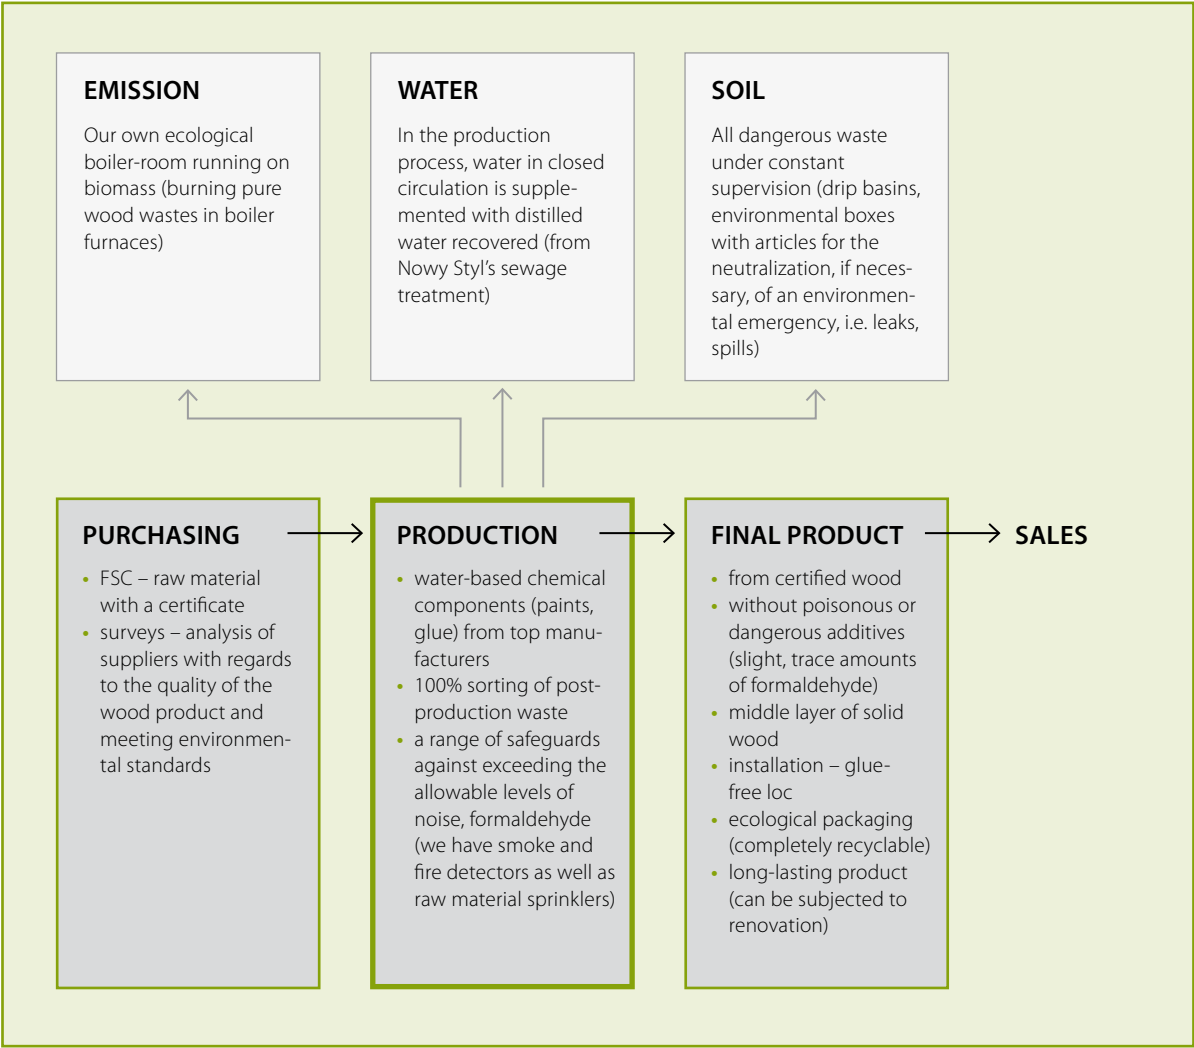 EMISSION
Our own ecological
boiler-room running on
biomass (burning pure
wood wastes in boiler
furnaces)
WATER
In the production
process, water in closed
circulation is supple-
mented with distilled
water recovered (from
Nowy Styl’s sewage
treatment)
SOIL
All dangerous waste
under constant
supervision (drip basins,
environmental boxes
with articles for the
neutralization, if neces-
sary, of an environmen-
tal emergency, i.e. leaks,
spills)
PURCHASING
• FSC – raw material
with a certificate
• surveys – analysis of
suppliers with regards
to the quality of the
wood product and
meeting environmen-
tal standards
PRODUCTION
• water-based chemical
components (paints,
glue) from top manu-
facturers
• 100% sorting of post-
production waste
• a range of safeguards
against exceeding the
allowable levels of
noise, formaldehyde
(we have smoke and
fire detectors as well as
raw material sprinklers)
FINAL PRODUCT
• from certified wood
• without poisonous or
dangerous additives
(slight, trace amounts
of formaldehyde)
• middle layer of solid
wood
• installation – glue-
free loc
• ecological packaging
(completely recyclable)
• long-lasting product
(can be subjected to
renovation)
SALES